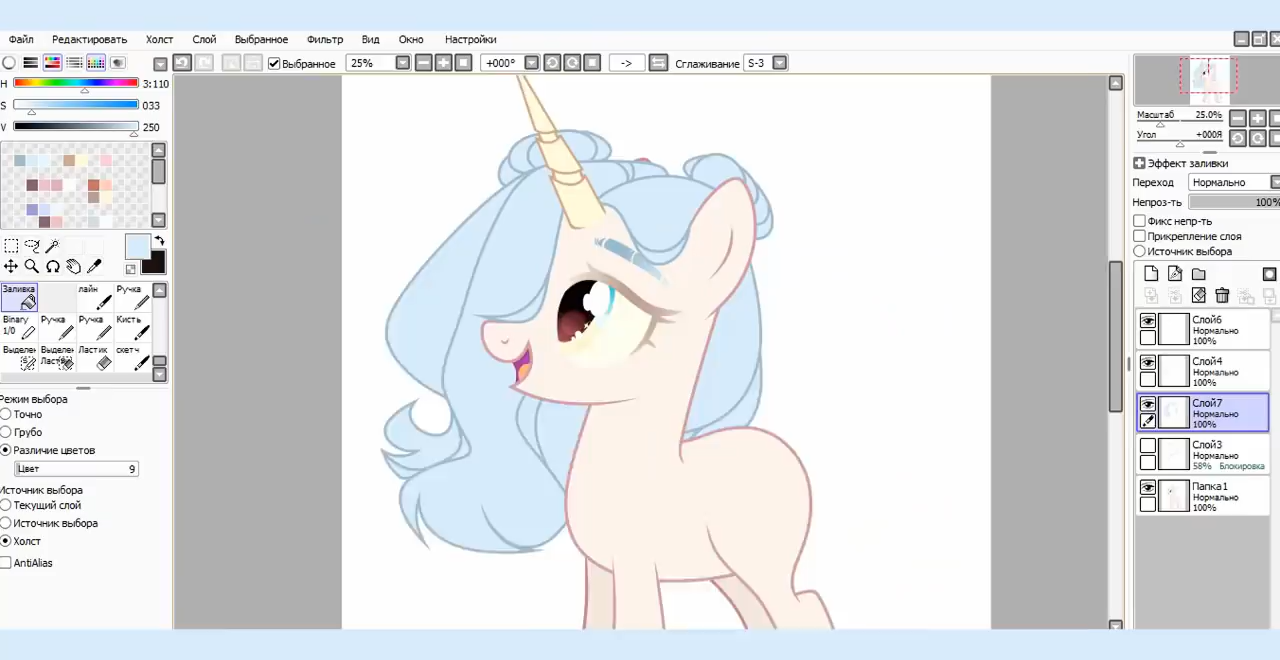 Файл Редактировать Холст Слой Выбранное Фильтр Вид Окно Настройки
Выбранное 25% +000° -> Сглаживание S-3
H 3:110
S 033
V 250
Масштаб 25.0%
Угол +000Я
Эффект заливки
Переход Нормально
Непроз-ть 100%
Фикс непр-ть
Прикрепление слоя
Источник выбора
Заливка лайн Ручка
Binary 1/0 Ручка Ручка Кисть
Выделен Выделен Ласти Ластик скетч
Режим выбора
Точно
Грубо
Различие цветов
Цвет 9
Источник выбора
Текущий слой
Источник выбора
Холст
AntiAlias
Слой6
Нормально
100%
Слой4
Нормально
100%
Слой7
Нормально
100%
Слой3
Нормально
58% Блокировка
Папка1
Нормально
100%